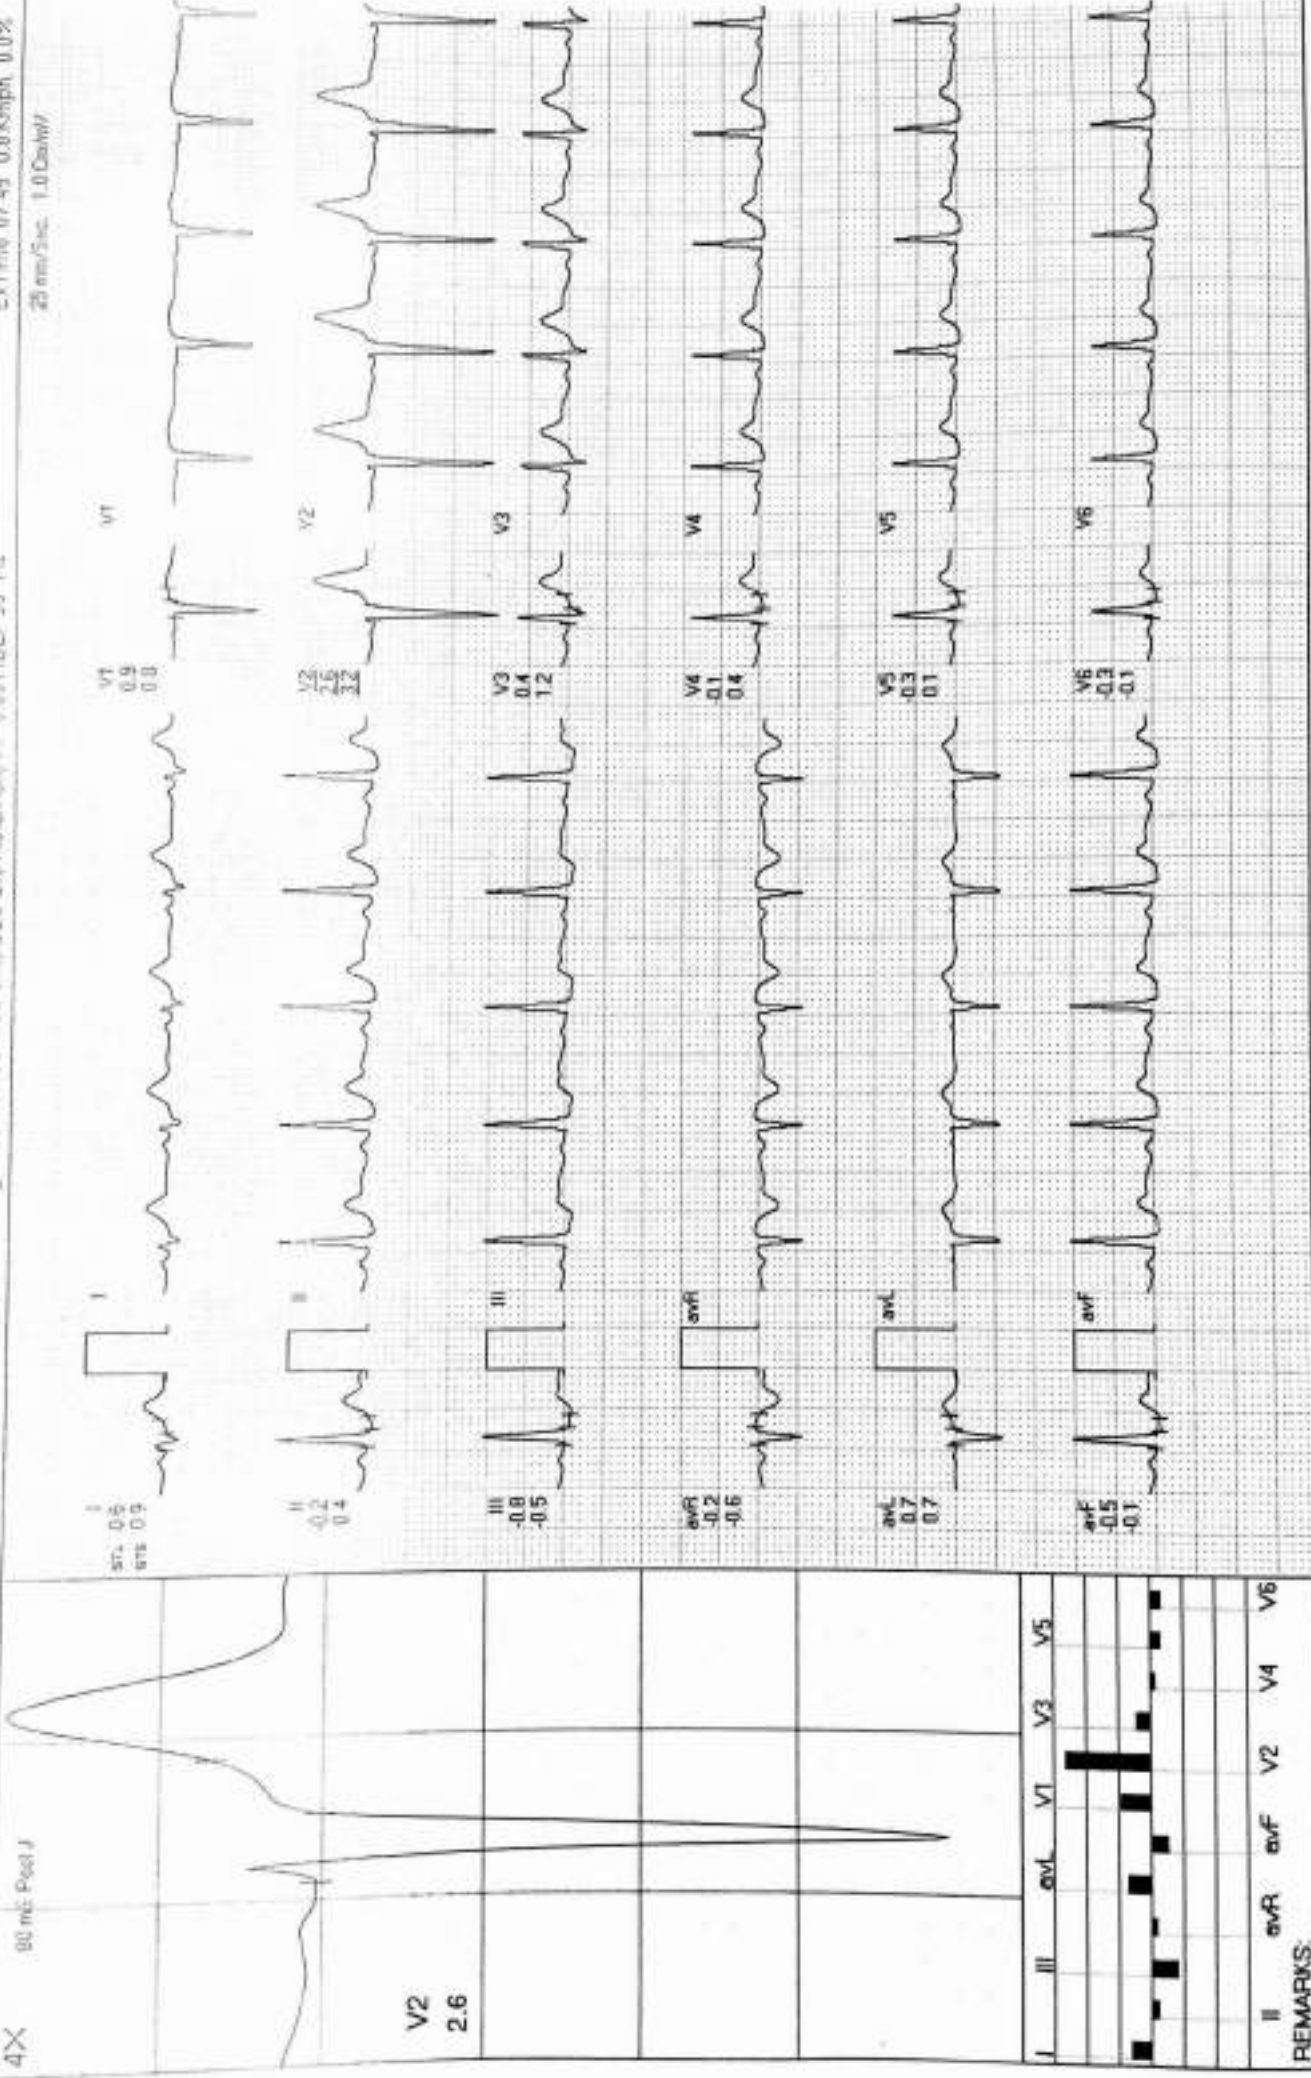 4X
80 mS Post J
25 mm/Sec. 1.0 Cm/mV
V2
2.6
I
STL 0.6
STS 0.9
II
-0.2
0.4
III
-0.8
-0.5
avR
-0.2
-0.6
avL
0.7
0.7
avF
-0.5
-0.1
I
II
III
avR
avL
avF
V1
0.9
0.8
V2
2.6
3.2
V3
0.4
1.2
V4
-0.1
0.4
V5
-0.3
0.1
V6
-0.3
-0.1
V1
V2
V3
V4
V5
V6
I III avL V1 V3 V5
II avR avF V2 V4 V6
REMARKS: